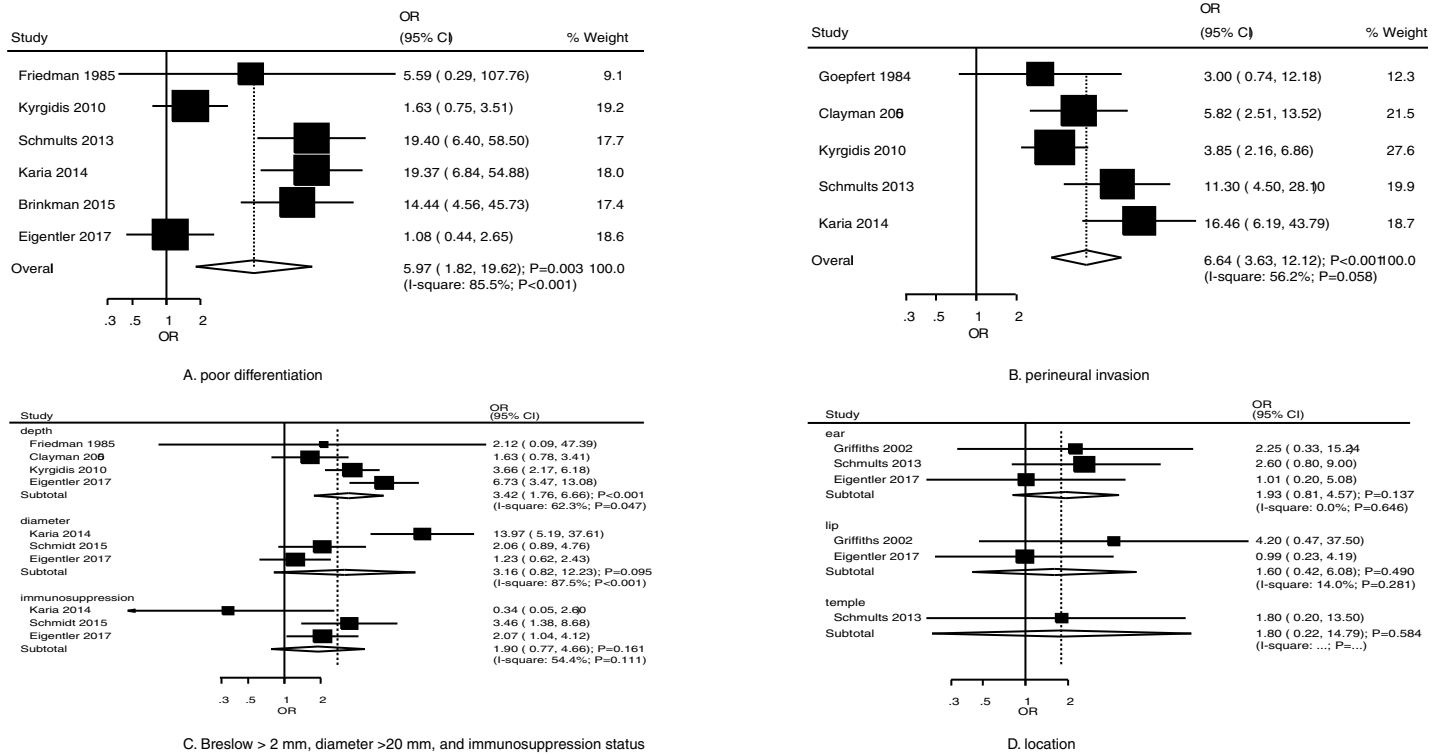 OR
Study (95% CI) % Weight
Friedman 1985 5.59 ( 0.29, 107.76) 9.1
Kyrgidis 2010 1.63 ( 0.75, 3.51) 19.2
Schmults 2013 19.40 ( 6.40, 58.50) 17.7
Karia 2014 19.37 ( 6.84, 54.88) 18.0
Brinkman 2015 14.44 ( 4.56, 45.73) 17.4
Eigentler 2017 1.08 ( 0.44, 2.65) 18.6
Overal 5.97 ( 1.82, 19.62); P=0.003 100.0
(I-square: 85.5%; P<0.001)
.3 .5 1 2
OR
A. poor differentiation
OR
Study (95% CI) % Weight
Goepfert 1984 3.00 ( 0.74, 12.18) 12.3
Clayman 5.82 ( 2.51, 13.52) 21.5
Kyrgidis 2010 3.85 ( 2.16, 6.86) 27.6
Schmults 2013 11.30 ( 4.50, 19.9
Karia 2014 16.46 ( 6.19, 43.79) 18.7
Overal 6.64 ( 3.63, 12.12); P<0.001100.0
(I-square: 56.2%; P=0.058)
.3 .5 1 2
OR
B. perineural invasion
OR
Study (95% CI)
depth
Friedman 1985 2.12 ( 0.09, 47.39)
Clayman 1.63 ( 0.78, 3.41)
Kyrgidis 2010 3.66 ( 2.17, 6.18)
Eigentler 2017 6.73 ( 3.47, 13.08)
Subtotal 3.42 ( 1.76, 6.66); P<0.001
(I-square: 62.3%; P=0.047)
diameter
Karia 2014 13.97 ( 5.19, 37.61)
Schmidt 2015 2.06 ( 0.89, 4.76)
Eigentler 2017 1.23 ( 0.62, 2.43)
Subtotal 3.16 ( 0.82, 12.23); P=0.095
(I-square: 87.5%; P<0.001)
immunosuppression
Karia 2014 0.34 ( 0.05,
Schmidt 2015 3.46 ( 1.38, 8.68)
Eigentler 2017 2.07 ( 1.04, 4.12)
Subtotal 1.90 ( 0.77, 4.66); P=0.161
(I-square: 54.4%; P=0.111)
.3 .5 1 2
OR
C. Breslow > 2 mm, diameter >20 mm, and immunosuppression status
OR
Study (95% CI)
ear
Griffiths 2002 2.25 ( 0.33,
Schmults 2013 2.60 ( 0.80, 9.00)
Eigentler 2017 1.01 ( 0.20, 5.08)
Subtotal 1.93 ( 0.81, 4.57); P=0.137
(I-square: 0.0%; P=0.646)
lip
Griffiths 2002 4.20 ( 0.47, 37.50)
Eigentler 2017 0.99 ( 0.23, 4.19)
Subtotal 1.60 ( 0.42, 6.08); P=0.490
(I-square: 14.0%; P=0.281)
temple
Schmults 2013 1.80 ( 0.20, 13.50)
Subtotal 1.80 ( 0.22, 14.79); P=0.584
(I-square: ...; P=...)
.3 .5 1 2
OR
D. location